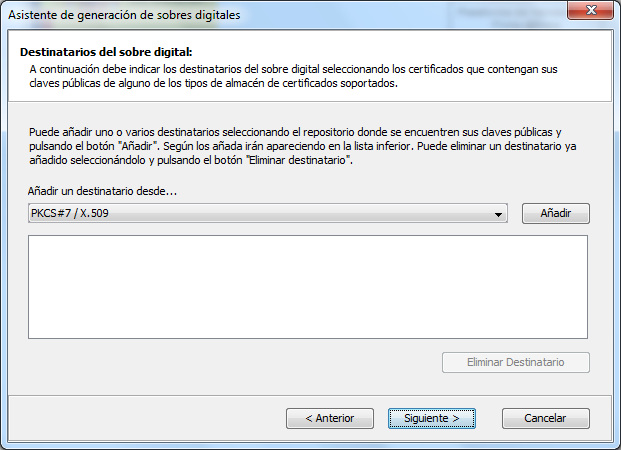 Asistente de generación de sobres digitales
Destinatarios del sobre digital:
A continuación debe indicar los destinatarios del sobre digital seleccionando los certificados que contengan sus
claves públicas de alguno de los tipos de almacén de certificados soportados.
Puede añadir uno o varios destinatarios seleccionando el repositorio donde se encuentren sus claves públicas y
pulsando el botón "Añadir". Según los añada irán apareciendo en la lista inferior. Puede eliminar un destinatario ya
añadido seleccionándolo y pulsando el botón "Eliminar destinatario".
Añadir un destinatario desde...
PKCS#7 / X.509
Añadir
Eliminar Destinatario
< Anterior
Siguiente >
Cancelar